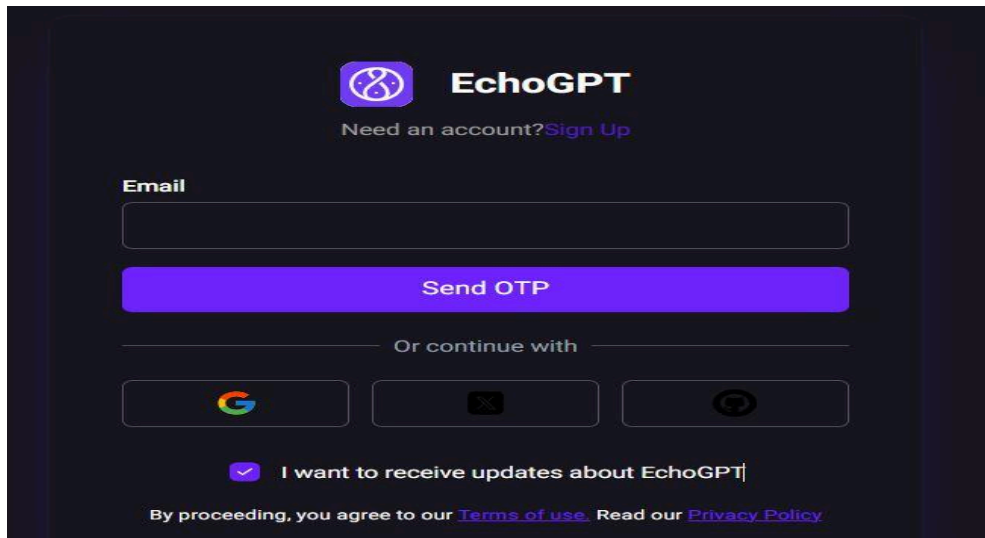 EchoGPT
Need an account?Sign Up
Email
Send OTP
Or continue with
I want to receive updates about EchoGPT
By proceeding, you agree to our Terms of use. Read our Privacy Policy